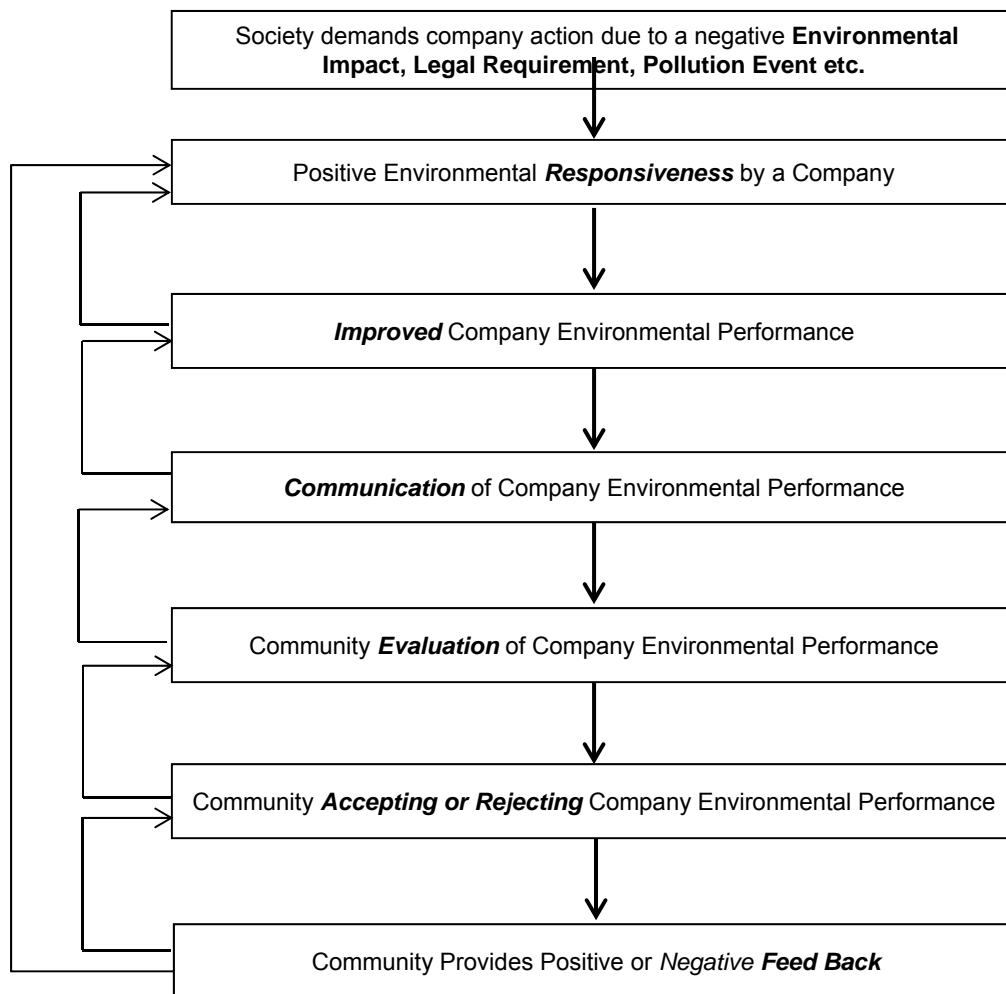 Society demands company action due to a negative Environmental
Impact, Legal Requirement, Pollution Event etc.
Positive Environmental Responsiveness by a Company
Improved Company Environmental Performance
Communication of Company Environmental Performance
Community Evaluation of Company Environmental Performance
Community Accepting or Rejecting Company Environmental Performance
Community Provides Positive or Negative Feed Back